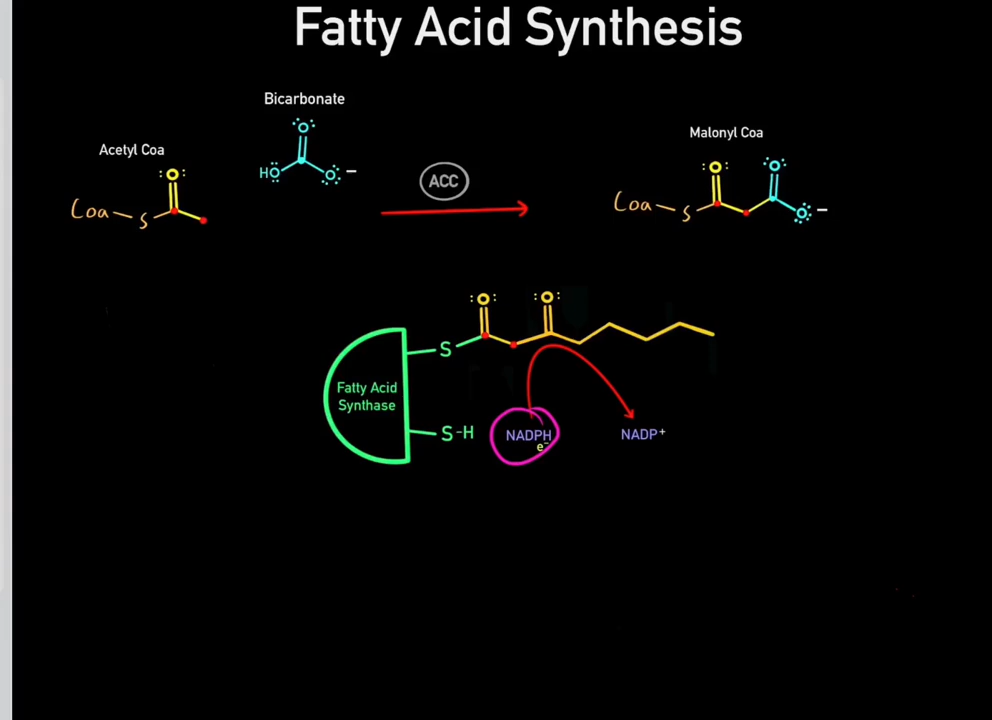 Fatty Acid Synthesis
Bicarbonate
Acetyl Coa
Malonyl Coa
O
HO
O −
ACC
O
Coa
S
O
O
Coa
S
O −
O
O
S
Fatty Acid
Synthase
S-H
NADPH
e⁻
NADP⁺